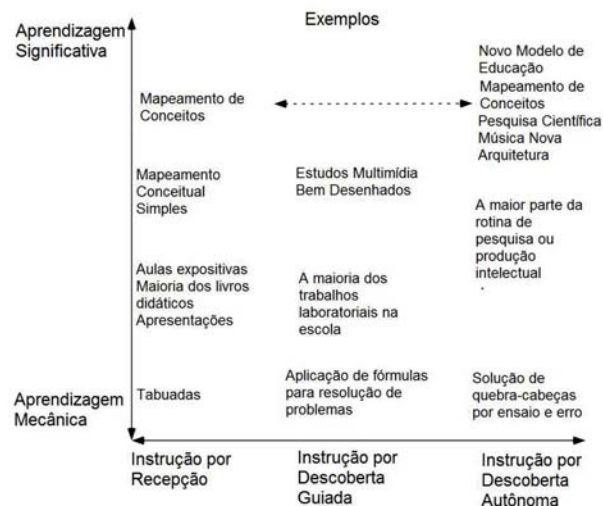 Aprendizagem
Significativa
Exemplos
Mapeamento de
Conceitos
Novo Modelo de
Educação
Mapeamento de
Conceitos
Pesquisa Científica
Música Nova
Arquitetura
Mapeamento
Conceitual
Simples
Estudos Multimídia
Bem Desenhados
A maior parte da
rotina de
pesquisa ou
produção
intelectual
.
Aulas expositivas
Maioria dos livros
didáticos
Apresentações
A maioria dos
trabalhos
laboratoriais na
escola
Aprendizagem
Mecânica
Tabuadas
Aplicação de fórmulas
para resolução de
problemas
Solução de
quebra-cabeças
por ensaio e erro
Instrução por
Recepção
Instrução por
Descoberta
Guiada
Instrução por
Descoberta
Autônoma